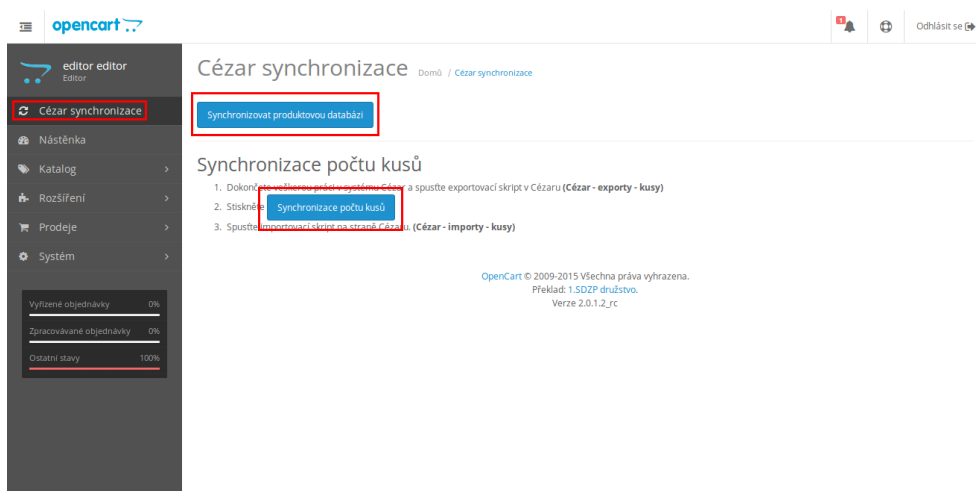 opencart
1
Odhlásit se
editor editor
Editor
Cézar synchronizace
Nástěnka
Katalog
Rozšíření
Prodeje
Systém
Vyřízené objednávky 0%
Zpracovávané objednávky 0%
Ostatní stavy 100%
Cézar synchronizace Domů / Cézar synchronizace
Synchronizovat produktovou databázi
Synchronizace počtu kusů
1. Dokončete veškerou práci v systému Cézar a spusťte exportovací skript v Cézaru (Cézar - exporty - kusy)
2. Stiskněte Synchronizace počtu kusů
3. Spusťte importovací skript na straně Cézaru. (Cézar - importy - kusy)
OpenCart © 2009-2015 Všechna práva vyhrazena.
Překlad: 1.SDZP družstvo.
Verze 2.0.1.2_rc